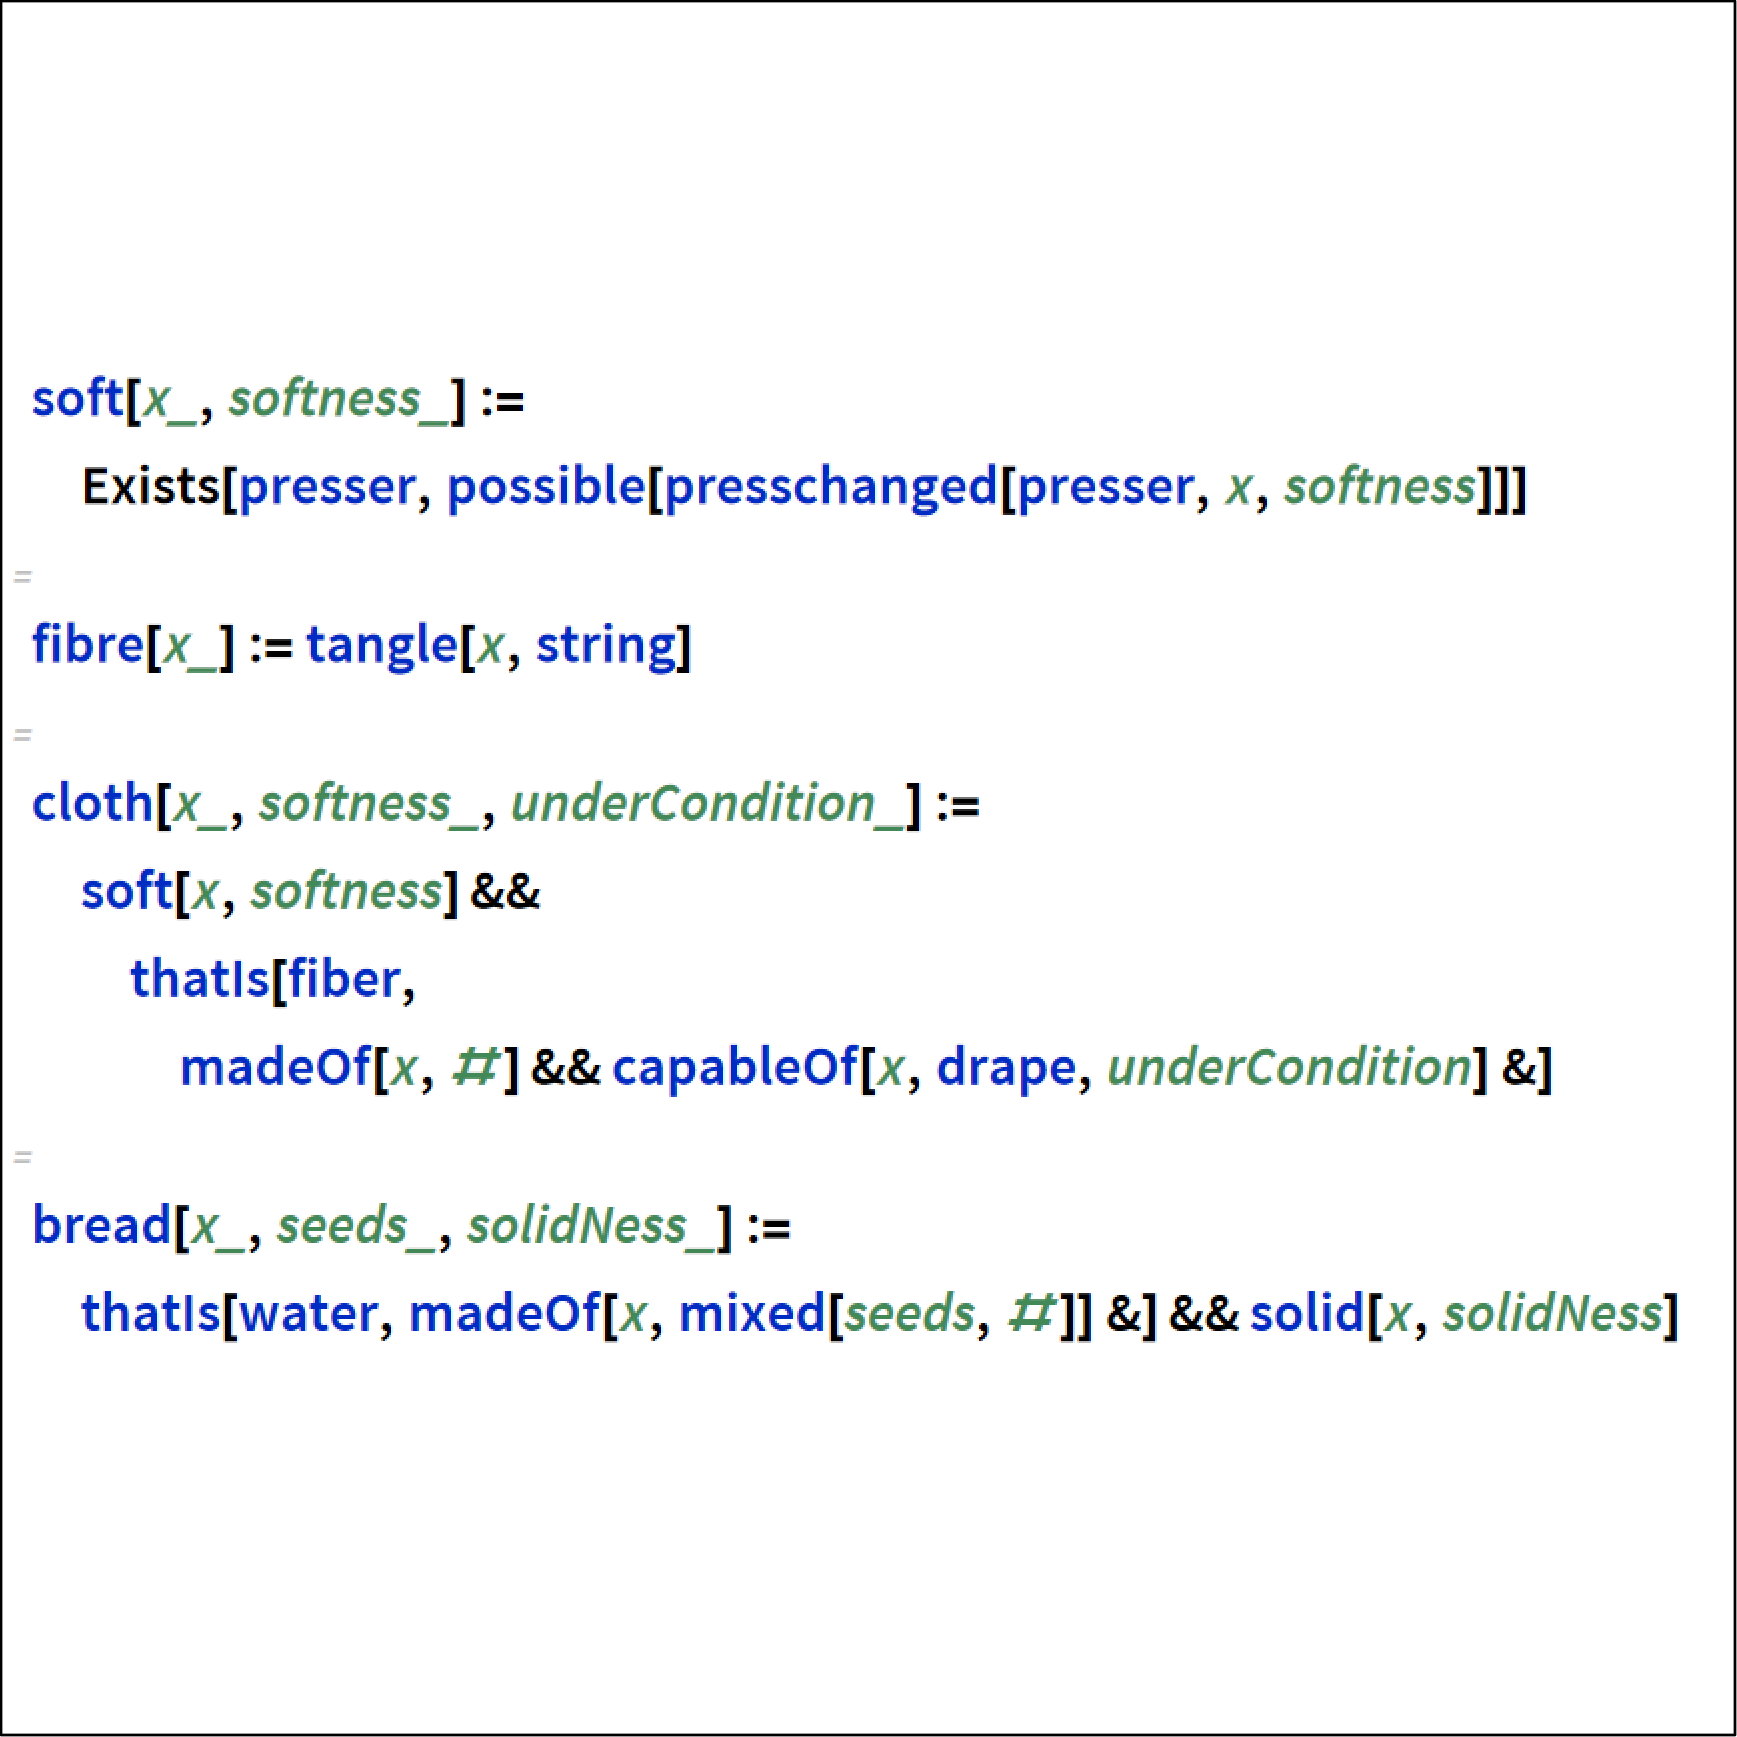 soft[x_, softness_] :=
Exists[presser, possible[presschanged[presser, x, softness]]]
=
fibre[x_] := tangle[x, string]
=
cloth[x_, softness_, underCondition_] :=
soft[x, softness] &&
thatIs[fiber,
madeOf[x, #] && capableOf[x, drape, underCondition] &]
=
bread[x_, seeds_, solidNess_] :=
thatIs[water, madeOf[x, mixed[seeds, #]] &] && solid[x, solidNess]